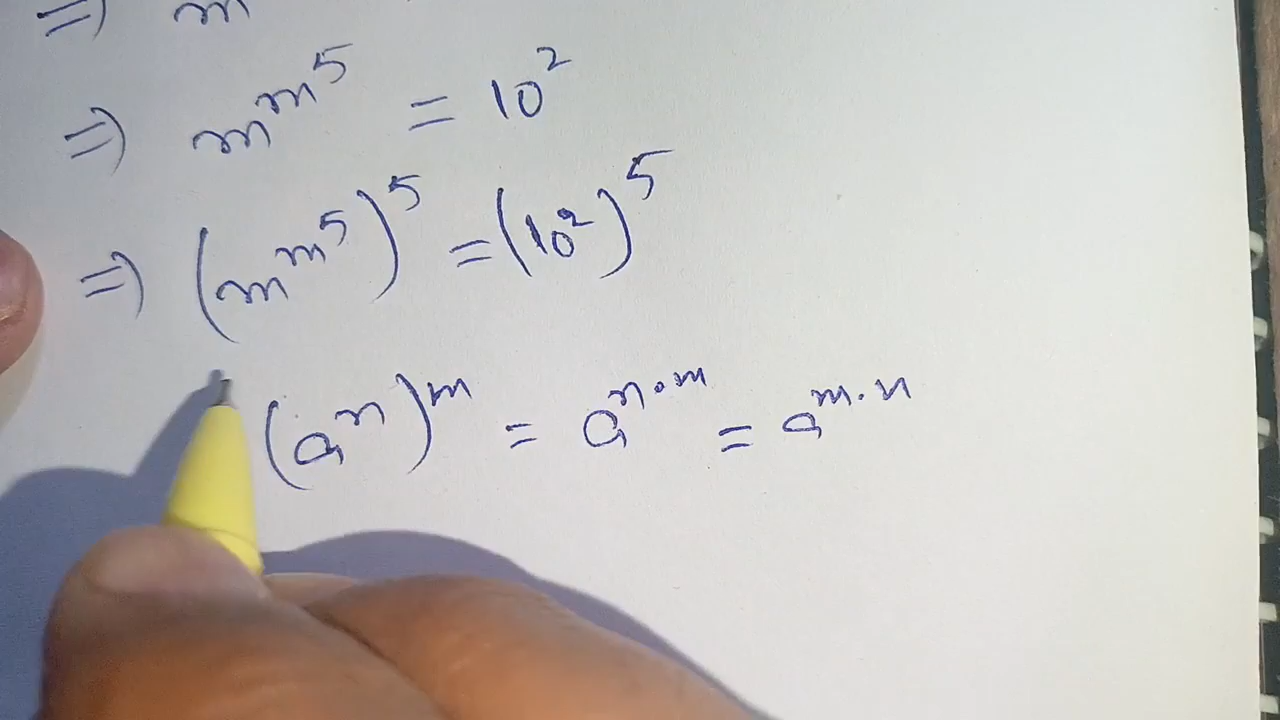 ⇒ m
⇒ m^{m^5} = 10^2
⇒ (m^{m^5})^5 = (10^2)^5
(a^n)^m = a^{n·m} = a^{m·n}